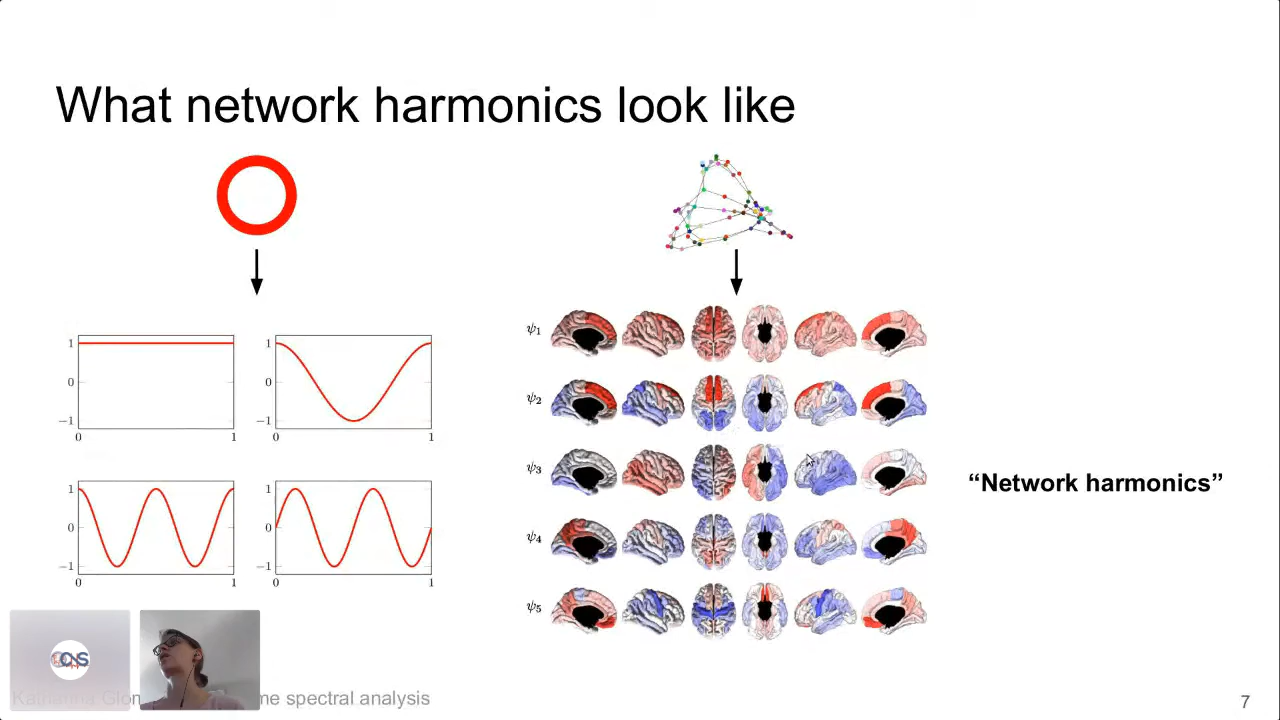 What network harmonics look like
1
0
−1
0
1
1
0
−1
0
1
1
0
−1
0
1
1
0
−1
0
1
ψ1
ψ2
ψ3
ψ4
ψ5
“Network harmonics”
Katharina me spectral analysis
7